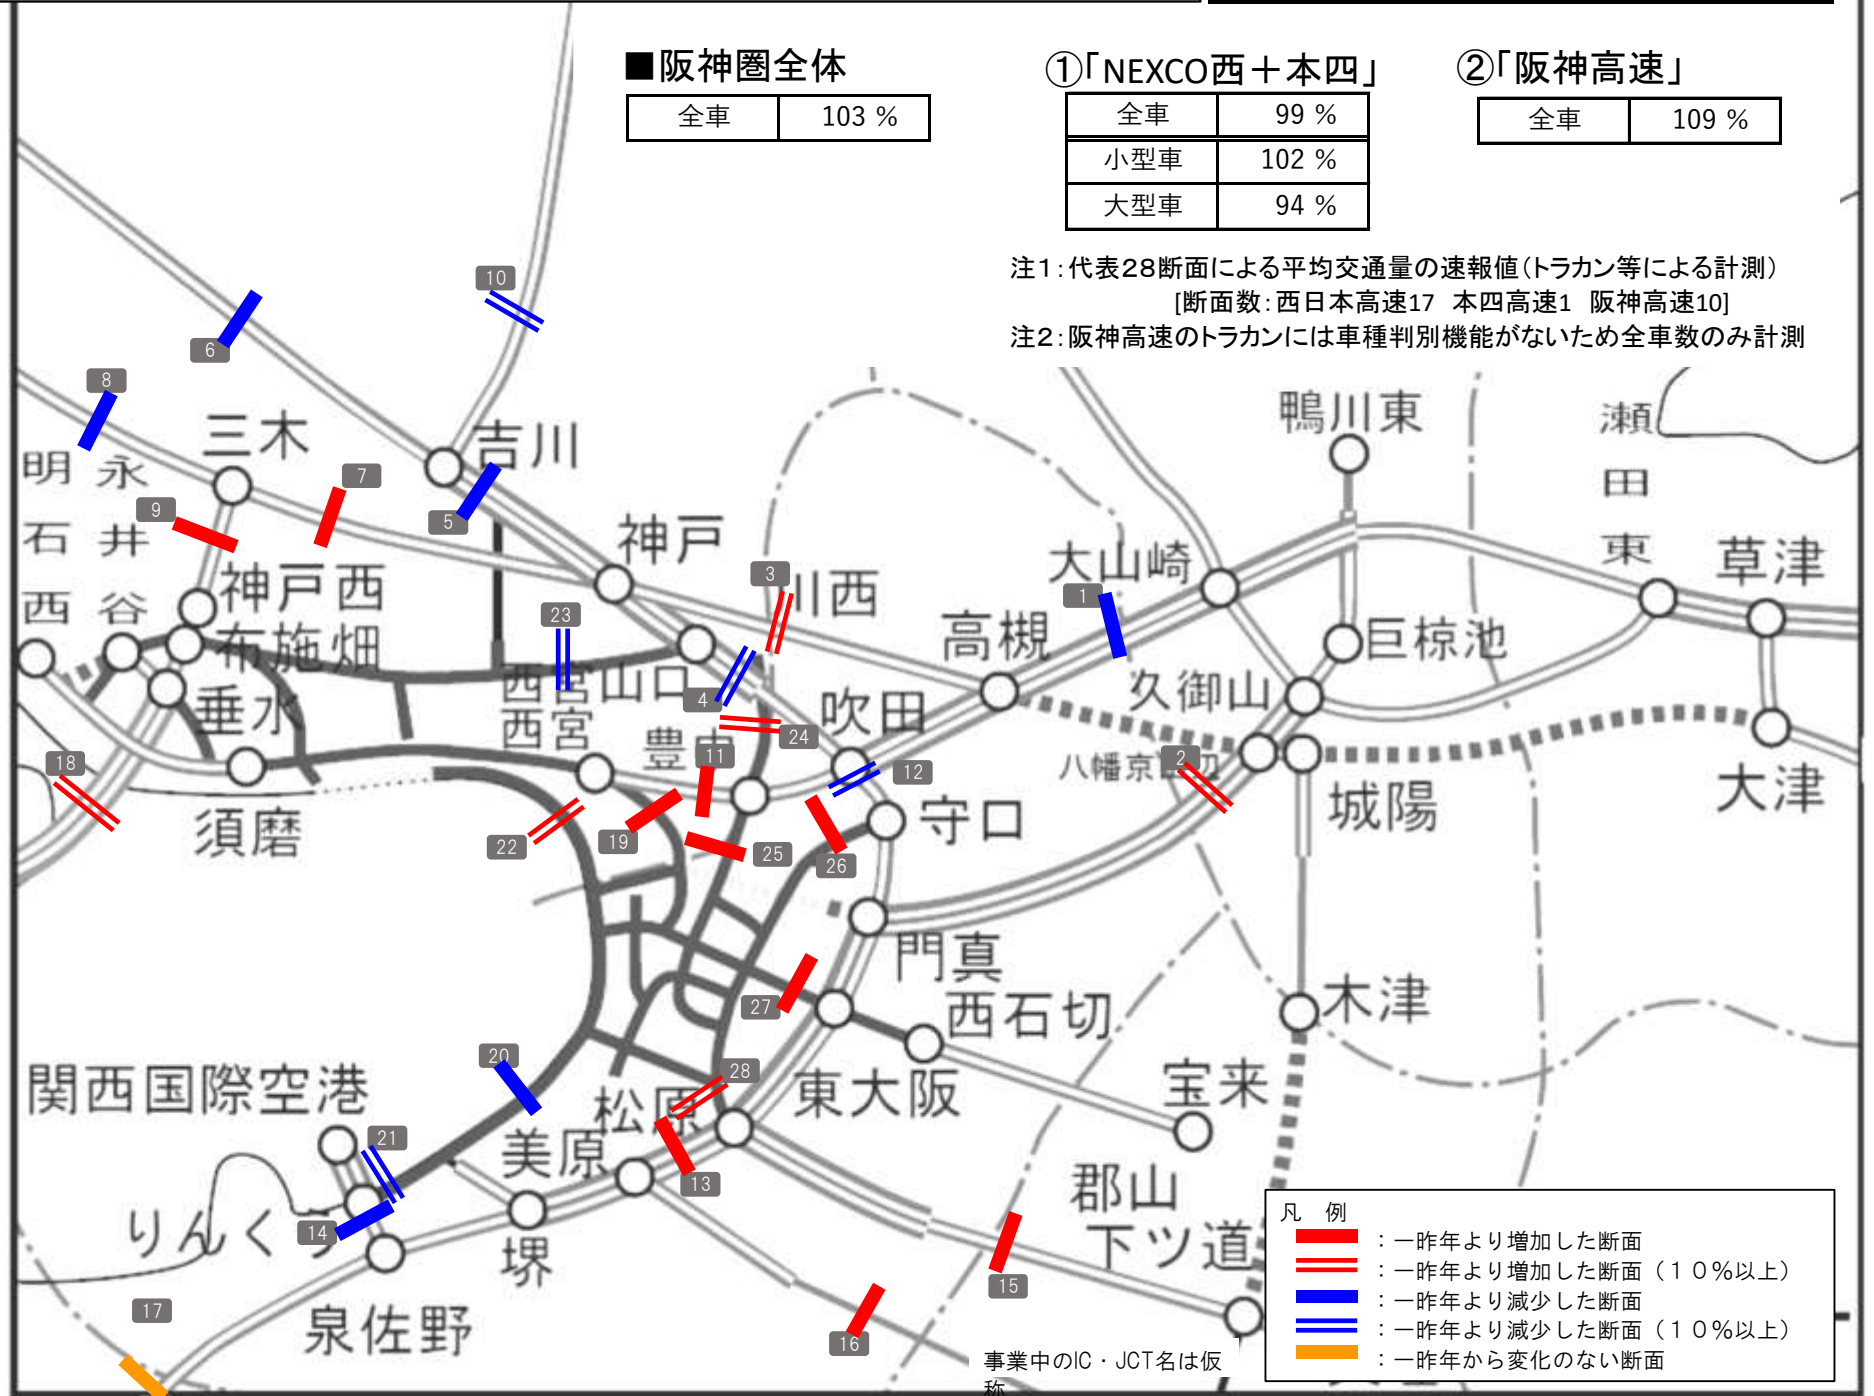 ■阪神圏全体
全車 103 %
①「NEXCO西＋本四」
全車 99 %
小型車 102 %
大型車 94 %
②「阪神高速」
全車 109 %
注１：代表２８断面による平均交通量の速報値（トラカン等による計測）
[断面数：西日本高速17 本四高速1 阪神高速10]
注２：阪神高速のトラカンには車種判別機能がないため全車数のみ計測
10
6
8
三木
吉川
鴨川東
瀬田東
明石西
永井谷
7
9
5
神戸
大山崎
草津
神戸西
3
川西
1
23
布施畑
高槻
巨椋池
西宮山口
4
久御山
垂水
西宮
吹田
24
豊中
11
18
12
八幡京田辺
2
大津
須磨
22
19
25
26
守口
城陽
門真
27
西石切
木津
20
28
関西国際空港
松原
東大阪
宝来
21
美原
13
郡山下ツ道
14
りんくう
堺
15
17
泉佐野
16
事業中のIC・JCT名は仮
称
凡 例
：一昨年より増加した断面
：一昨年より増加した断面（１０％以上）
：一昨年より減少した断面
：一昨年より減少した断面（１０％以上）
：一昨年から変化のない断面